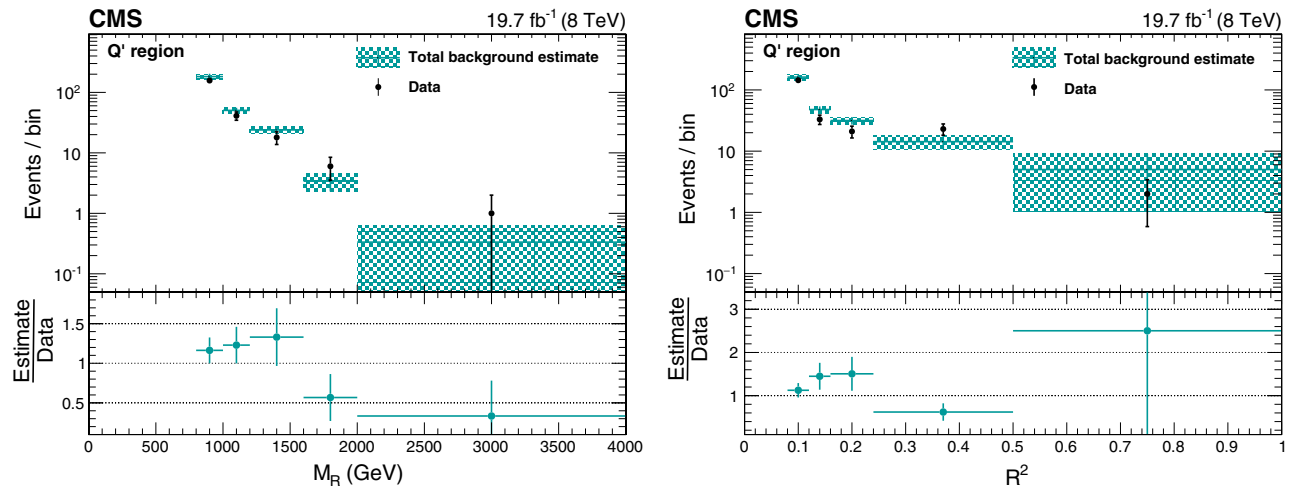 CMS 19.7 fb⁻¹ (8 TeV)
Q' region
Total background estimate
Data
Events / bin
10²
10
1
10⁻¹
Estimate
Data
1.5
1
0.5
0 500 1000 1500 2000 2500 3000 3500 4000
M_R (GeV)
CMS 19.7 fb⁻¹ (8 TeV)
Q' region
Total background estimate
Data
Events / bin
10²
10
1
10⁻¹
Estimate
Data
3
2
1
0 0.1 0.2 0.3 0.4 0.5 0.6 0.7 0.8 0.9 1
R²